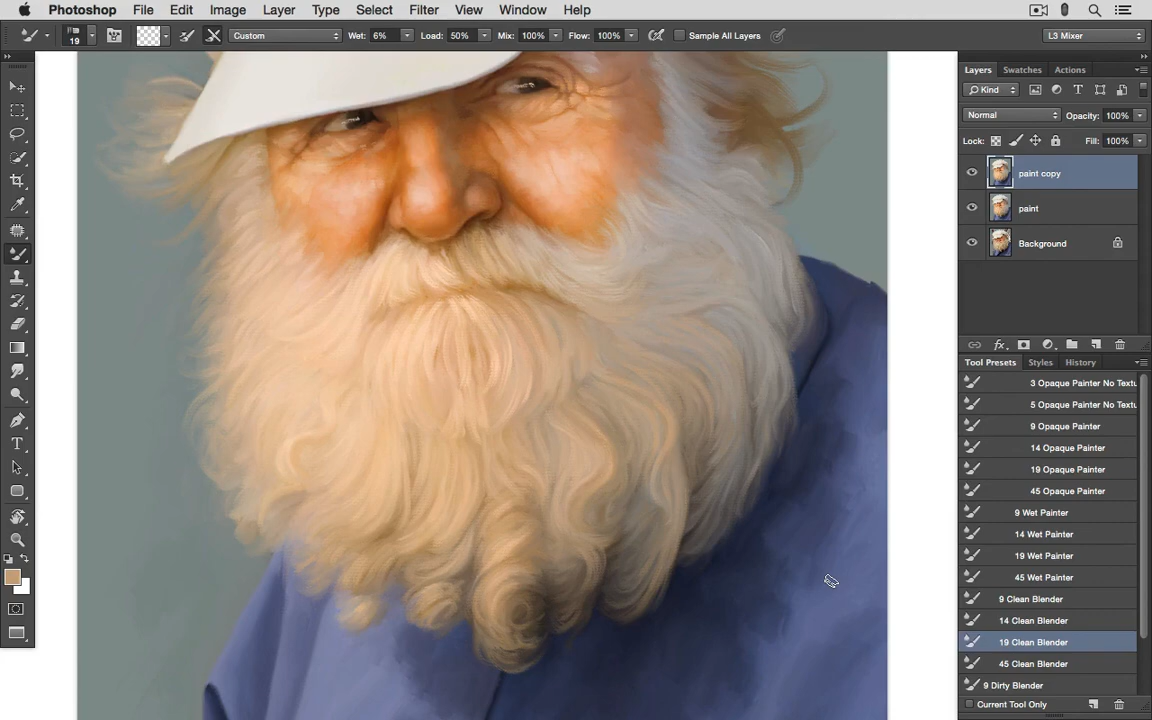 Photoshop File Edit Image Layer Type Select Filter View Window Help
19 Custom Wet: 6% Load: 50% Mix: 100% Flow: 100% Sample All Layers L3 Mixer
Layers Swatches Actions
Kind T
Normal Opacity: 100%
Lock: Fill: 100%
paint copy
paint
Background
fx
Tool Presets Styles History
3 Opaque Painter No Textu
5 Opaque Painter No Textu
9 Opaque Painter
14 Opaque Painter
19 Opaque Painter
45 Opaque Painter
9 Wet Painter
14 Wet Painter
19 Wet Painter
45 Wet Painter
9 Clean Blender
14 Clean Blender
19 Clean Blender
45 Clean Blender
9 Dirty Blender
Current Tool Only